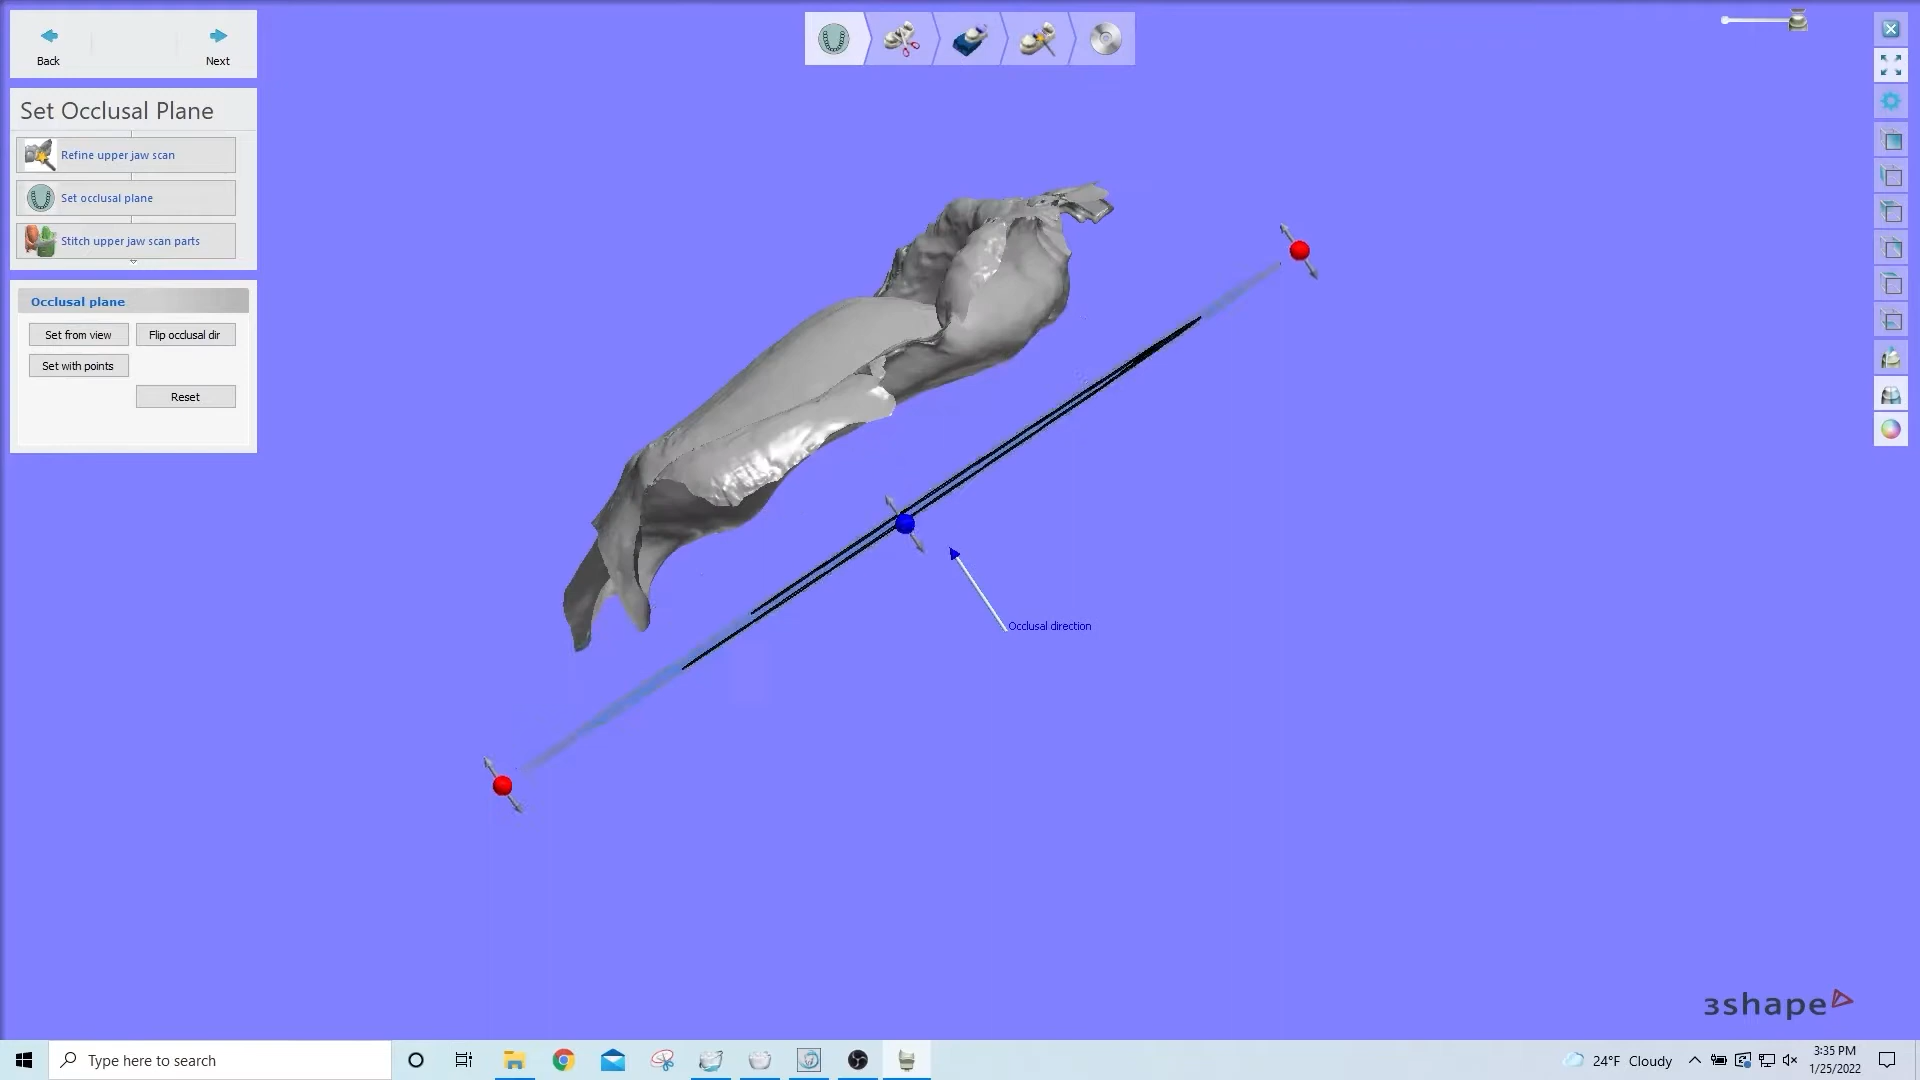 Back
Next
Set Occlusal Plane
Refine upper jaw scan
Set occlusal plane
Stitch upper jaw scan parts
Occlusal plane
Set from view
Flip occlusal dir
Set with points
Reset
Occlusal direction
3shape
Type here to search
24°F Cloudy
3:35 PM
1/25/2022